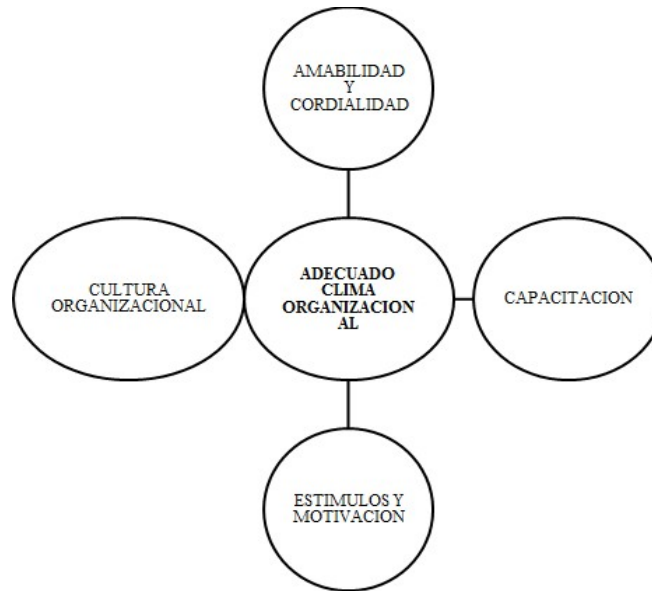 AMABILIDAD
Y
CORDIALIDAD
CULTURA
ORGANIZACIONAL
ADECUADO
CLIMA
ORGANIZACION
AL
CAPACITACION
ESTIMULOS Y
MOTIVACION